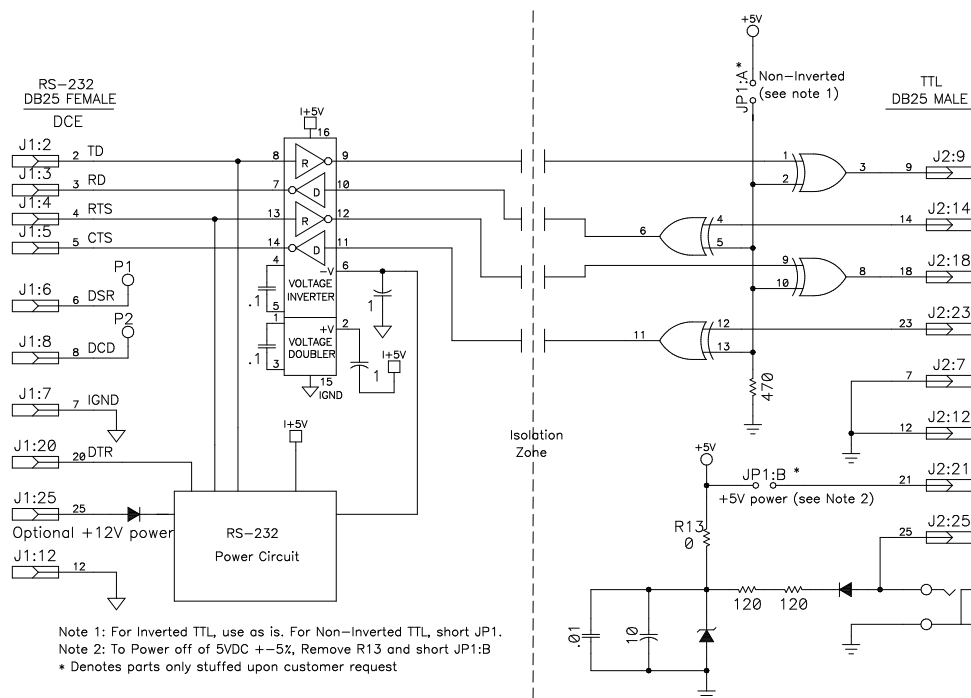 +5V
RS-232
DB25 FEMALE
DCE
JP1:A*
Non-Inverted
(see note 1)
TTL
DB25 MALE
I+5V
16
J1:2 2 TD 8 R 9 1 3 9 J2:9
2
J1:3 3 RD 7 D 10
J1:4 4 RTS 13 R 12 6 4 14 J2:14
5
J1:5 5 CTS 14 D 11
9 8 18 J2:18
10
4 -V 6
P1
VOLTAGE
INVERTER
.1 1
J1:6 6 DSR
5
1 +V 2
P2
VOLTAGE
DOUBLER
.1 1
I+5V
3
11 12 23 J2:23
13
J1:8 8 DCD
15
IGND
470
7 J2:7
J1:7 7 IGND
I+5V
12 J2:12
Isolation
Zohe
J1:20 20 DTR
+5V
JP1:B *
21 J2:21
+5V power (see Note 2)
J1:25 25
Optional +12V power
RS-232
Power Circuit
R13
0
25 J2:25
J1:12 12
120 120
.01 10
Note 1: For Inverted TTL, use as is. For Non-Inverted TTL, short JP1.
Note 2: To Power off of 5VDC +-5%, Remove R13 and short JP1:B
* Denotes parts only stuffed upon customer request